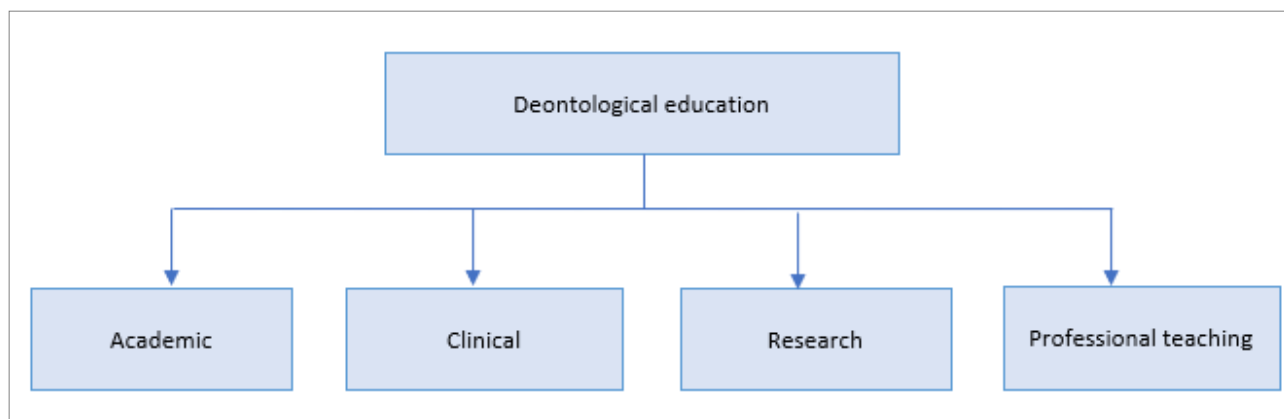 Deontological education
Academic
Clinical
Research
Professional teaching